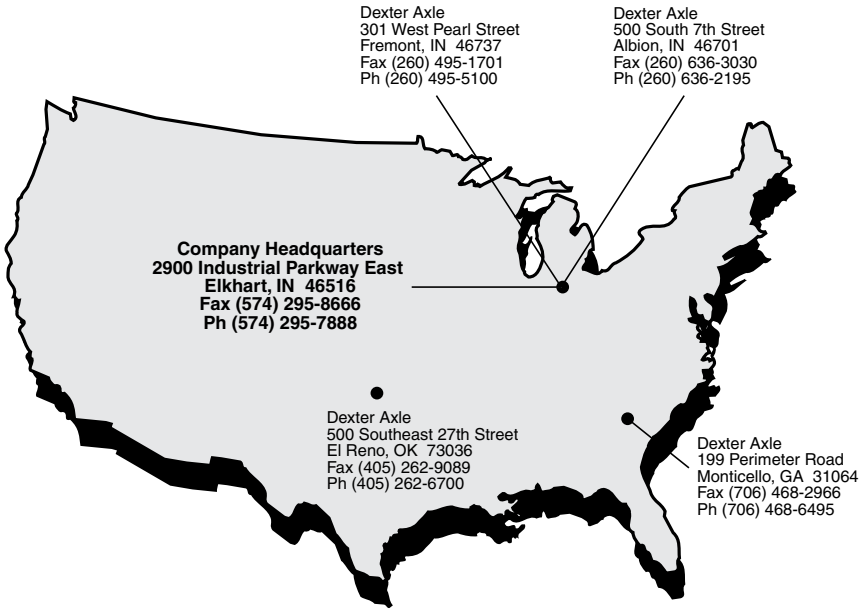 Dexter Axle
301 West Pearl Street
Fremont, IN 46737
Fax (260) 495-1701
Ph (260) 495-5100
Dexter Axle
500 South 7th Street
Albion, IN 46701
Fax (260) 636-3030
Ph (260) 636-2195
Company Headquarters
2900 Industrial Parkway East
Elkhart, IN 46516
Fax (574) 295-8666
Ph (574) 295-7888
Dexter Axle
500 Southeast 27th Street
El Reno, OK 73036
Fax (405) 262-9089
Ph (405) 262-6700
Dexter Axle
199 Perimeter Road
Monticello, GA 31064
Fax (706) 468-2966
Ph (706) 468-6495